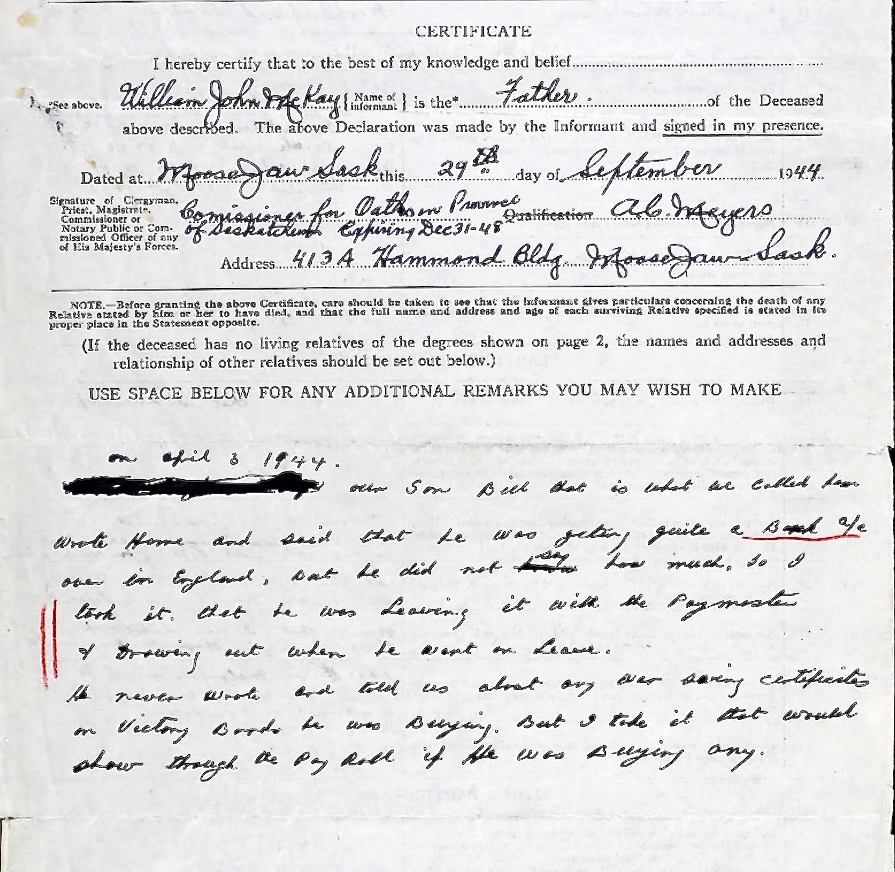 CERTIFICATE
I hereby certify that to the best of my knowledge and belief
*See above. William John McKay {Name of informant} is the* Father. of the Deceased
above described. The above Declaration was made by the Informant and signed in my presence.
Dated at Moose Jaw Sask this 29th day of September 1944
Signature of Clergyman, Priest, Magistrate, Commissioner or Notary Public or Commissioned Officer of any of His Majesty's Forces.
Comissioner for Oaths in Province Qualification A.C. Meyers
of Saskatchewan Expiring Dec 31-48
Address 413A Hammond Bldg. Moose Jaw Sask.
NOTE.—Before granting the above Certificate, care should be taken to see that the informant gives particulars concerning the death of any
Relative stated by him or her to have died, and that the full name and address and age of each surviving Relative specified is stated in its
proper place in the Statement opposite.
(If the deceased has no living relatives of the degrees shown on page 2, the names and addresses and
relationship of other relatives should be set out below.)
USE SPACE BELOW FOR ANY ADDITIONAL REMARKS YOU MAY WISH TO MAKE
on april 3 1944.
our Son Bill that is what we called him
wrote Home and said that he was geting quite a Bank a/c
over in England, but he did not say how much, So I
took it. that he was Leaving it with the Paymaster
& Drawing out when he went on Leave.
He never wrote and told us about any war saving certificates
on Victory Bonds he was Buying. But I take it that would
show through the Pay Roll if He was Buying any.